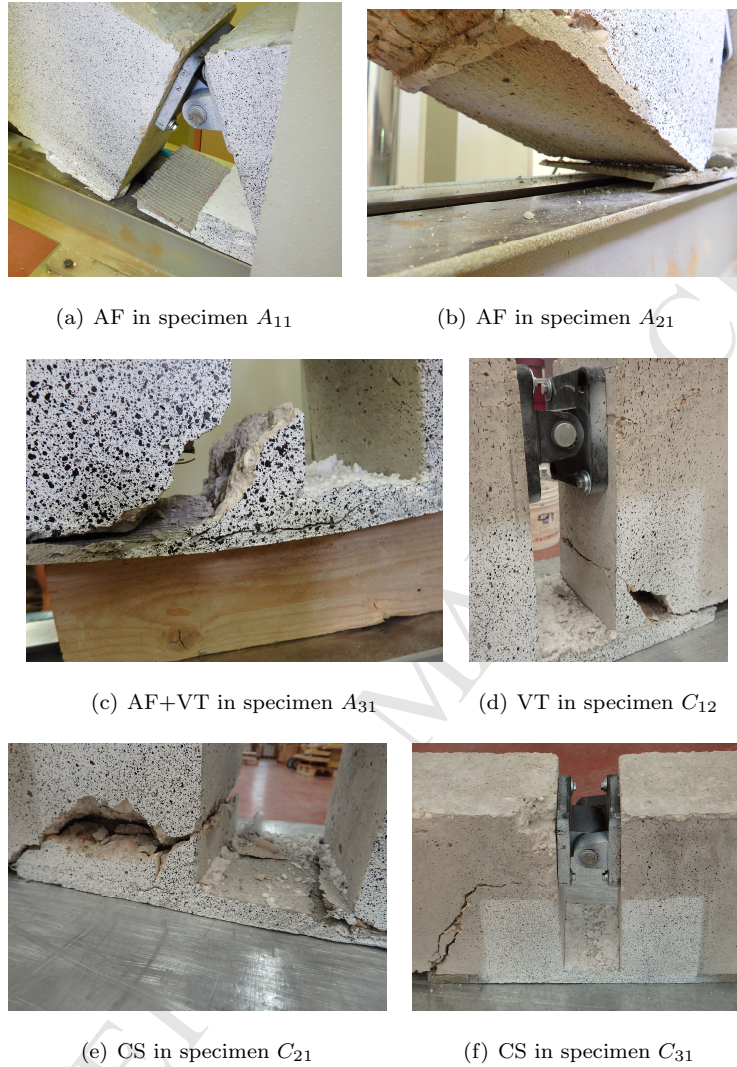 (a) AF in specimen A₁₁
(b) AF in specimen A₂₁
(c) AF+VT in specimen A₃₁
(d) VT in specimen C₁₂
(e) CS in specimen C₂₁
(f) CS in specimen C₃₁